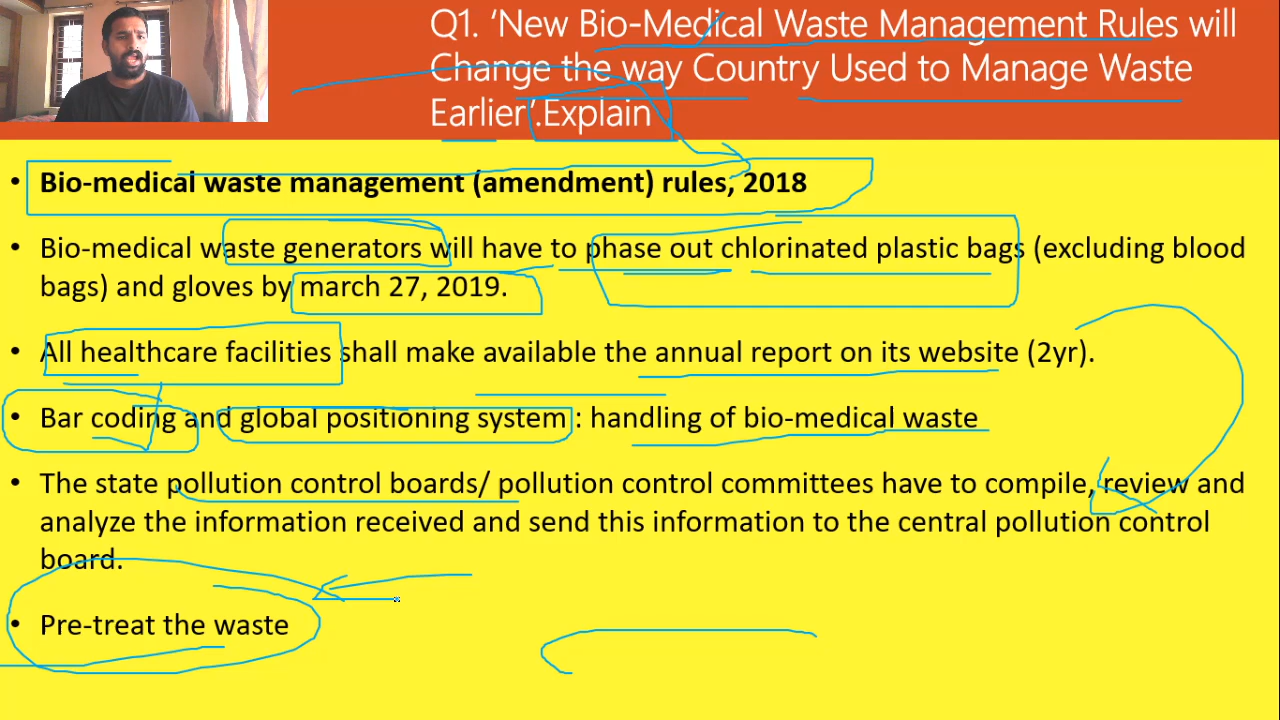 Q1. ‘New Bio-Medical Waste Management Rules will
Change the way Country Used to Manage Waste
Earlier’.Explain
• Bio-medical waste management (amendment) rules, 2018
• Bio-medical waste generators will have to phase out chlorinated plastic bags (excluding blood
bags) and gloves by march 27, 2019.
• All healthcare facilities shall make available the annual report on its website (2yr).
• Bar coding and global positioning system : handling of bio-medical waste
• The state pollution control boards/ pollution control committees have to compile, review and
analyze the information received and send this information to the central pollution control
board.
• Pre-treat the waste